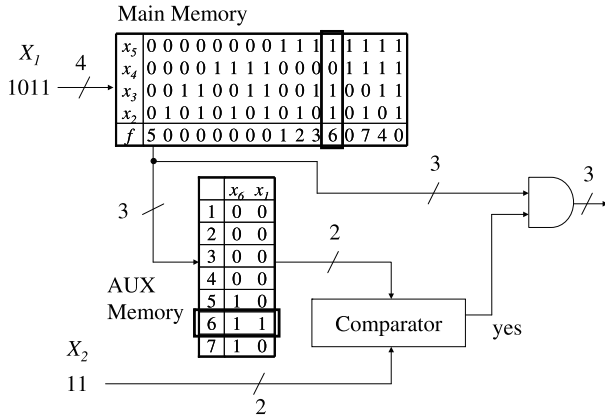 Main Memory
X1
1011
4
x5 0 0 0 0 0 0 0 0 1 1 1 1 1 1 1 1
x4 0 0 0 0 1 1 1 1 0 0 0 0 1 1 1 1
x3 0 0 1 1 0 0 1 1 0 0 1 1 0 0 1 1
x2 0 1 0 1 0 1 0 1 0 1 0 1 0 1 0 1
f 5 0 0 0 0 0 0 0 1 2 3 6 0 7 4 0
3
3
3
x6 x1
1 0 0
2 0 0
3 0 0
4 0 0
5 1 0
6 1 1
7 1 0
2
AUX
Memory
Comparator
yes
X2
11
2